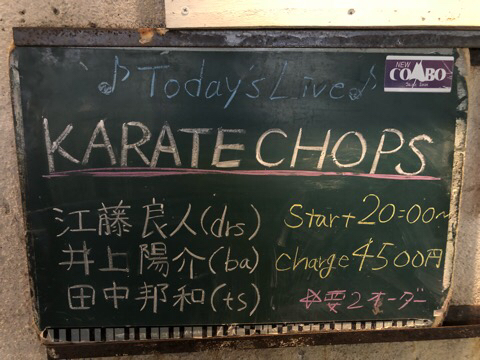 ♪Today's Live♪
NEW
COMBO
KARATE CHOPS
江藤良人(drs)
井上陽介(ba)
田中邦和(ts)
Start 20:00〜
charge 4500円
要2オーダー